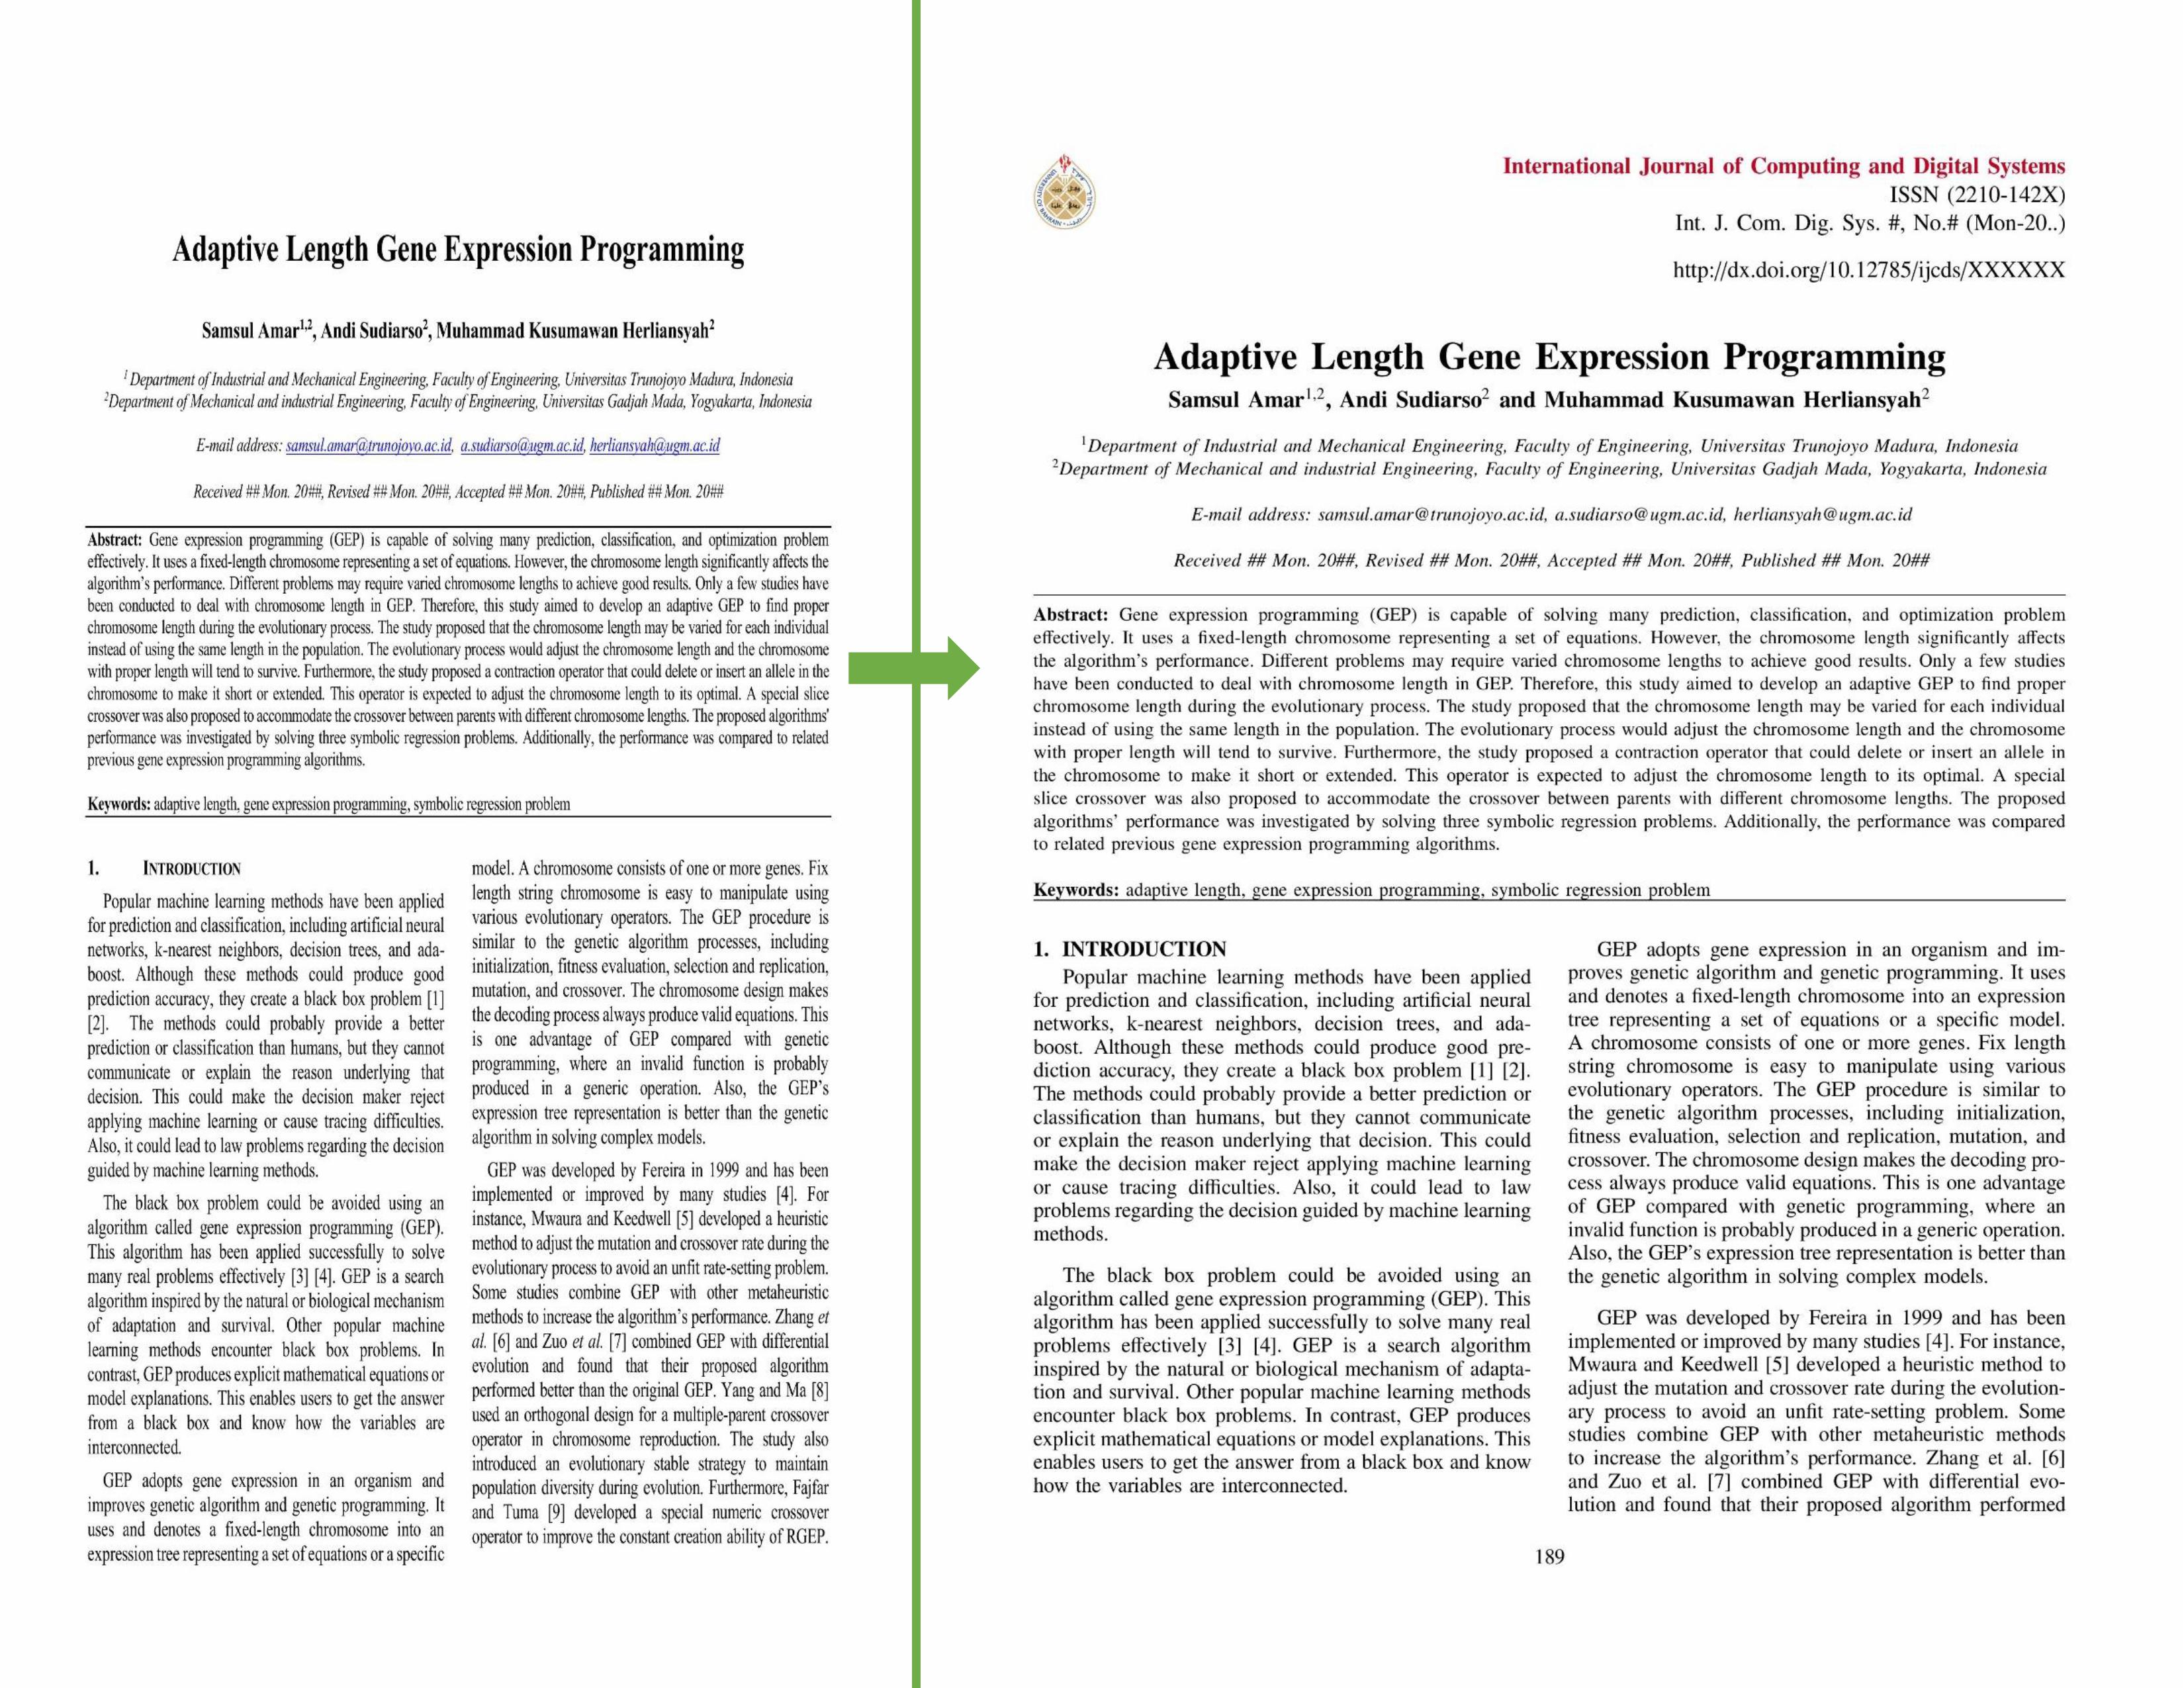 Adaptive Length Gene Expression Programming
Samsul Amar1,2, Andi Sudiarso2, Muhammad Kusumawan Herliansyah2
1 Department of Industrial and Mechanical Engineering, Faculty of Engineering, Universitas Trunojoyo Madura, Indonesia
2Department of Mechanical and industrial Engineering, Faculty of Engineering, Universitas Gadjah Mada, Yogyakarta, Indonesia
E-mail address: samsul.amar@trunojoyo.ac.id, a.sudiarso@ugm.ac.id, herliansyah@ugm.ac.id
Received ## Mon. 20##, Revised ## Mon. 20##, Accepted ## Mon. 20##, Published ## Mon. 20##
Abstract: Gene expression programming (GEP) is capable of solving many prediction, classification, and optimization problem
effectively. It uses a fixed-length chromosome representing a set of equations. However, the chromosome length significantly affects the
algorithm's performance. Different problems may require varied chromosome lengths to achieve good results. Only a few studies have
been conducted to deal with chromosome length in GEP. Therefore, this study aimed to develop an adaptive GEP to find proper
chromosome length during the evolutionary process. The study proposed that the chromosome length may be varied for each individual
instead of using the same length in the population. The evolutionary process would adjust the chromosome length and the chromosome
with proper length will tend to survive. Furthermore, the study proposed a contraction operator that could delete or insert an allele in the
chromosome to make it short or extended. This operator is expected to adjust the chromosome length to its optimal. A special slice
crossover was also proposed to accommodate the crossover between parents with different chromosome lengths. The proposed algorithms'
performance was investigated by solving three symbolic regression problems. Additionally, the performance was compared to related
previous gene expression programming algorithms.
Keywords: adaptive length, gene expression programming, symbolic regression problem
1. INTRODUCTION
Popular machine learning methods have been applied
for prediction and classification, including artificial neural
networks, k-nearest neighbors, decision trees, and ada-
boost. Although these methods could produce good
prediction accuracy, they create a black box problem [1]
[2]. The methods could probably provide a better
prediction or classification than humans, but they cannot
communicate or explain the reason underlying that
decision. This could make the decision maker reject
applying machine learning or cause tracing difficulties.
Also, it could lead to law problems regarding the decision
guided by machine learning methods.
The black box problem could be avoided using an
algorithm called gene expression programming (GEP).
This algorithm has been applied successfully to solve
many real problems effectively [3] [4]. GEP is a search
algorithm inspired by the natural or biological mechanism
of adaptation and survival. Other popular machine
learning methods encounter black box problems. In
contrast, GEP produces explicit mathematical equations or
model explanations. This enables users to get the answer
from a black box and know how the variables are
interconnected.
GEP adopts gene expression in an organism and
improves genetic algorithm and genetic programming. It
uses and denotes a fixed-length chromosome into an
expression tree representing a set of equations or a specific
model. A chromosome consists of one or more genes. Fix
length string chromosome is easy to manipulate using
various evolutionary operators. The GEP procedure is
similar to the genetic algorithm processes, including
initialization, fitness evaluation, selection and replication,
mutation, and crossover. The chromosome design makes
the decoding process always produce valid equations. This
is one advantage of GEP compared with genetic
programming, where an invalid function is probably
produced in a generic operation. Also, the GEP's
expression tree representation is better than the genetic
algorithm in solving complex models.
GEP was developed by Fereira in 1999 and has been
implemented or improved by many studies [4]. For
instance, Mwaura and Keedwell [5] developed a heuristic
method to adjust the mutation and crossover rate during the
evolutionary process to avoid an unfit rate-setting problem.
Some studies combine GEP with other metaheuristic
methods to increase the algorithm's performance. Zhang et
al. [6] and Zuo et al. [7] combined GEP with differential
evolution and found that their proposed algorithm
performed better than the original GEP. Yang and Ma [8]
used an orthogonal design for a multiple-parent crossover
operator in chromosome reproduction. The study also
introduced an evolutionary stable strategy to maintain
population diversity during evolution. Furthermore, Fajfar
and Tuma [9] developed a special numeric crossover
operator to improve the constant creation ability of RGEP.
International Journal of Computing and Digital Systems
ISSN (2210-142X)
Int. J. Com. Dig. Sys. #, No.# (Mon-20..)
http://dx.doi.org/10.12785/ijcds/XXXXXX
Adaptive Length Gene Expression Programming
Samsul Amar1,2, Andi Sudiarso2 and Muhammad Kusumawan Herliansyah2
1Department of Industrial and Mechanical Engineering, Faculty of Engineering, Universitas Trunojoyo Madura, Indonesia
2Department of Mechanical and industrial Engineering, Faculty of Engineering, Universitas Gadjah Mada, Yogyakarta, Indonesia
E-mail address: samsul.amar@trunojoyo.ac.id, a.sudiarso@ugm.ac.id, herliansyah@ugm.ac.id
Received ## Mon. 20##, Revised ## Mon. 20##, Accepted ## Mon. 20##, Published ## Mon. 20##
Abstract: Gene expression programming (GEP) is capable of solving many prediction, classification, and optimization problem
effectively. It uses a fixed-length chromosome representing a set of equations. However, the chromosome length significantly affects
the algorithm's performance. Different problems may require varied chromosome lengths to achieve good results. Only a few studies
have been conducted to deal with chromosome length in GEP. Therefore, this study aimed to develop an adaptive GEP to find proper
chromosome length during the evolutionary process. The study proposed that the chromosome length may be varied for each individual
instead of using the same length in the population. The evolutionary process would adjust the chromosome length and the chromosome
with proper length will tend to survive. Furthermore, the study proposed a contraction operator that could delete or insert an allele in
the chromosome to make it short or extended. This operator is expected to adjust the chromosome length to its optimal. A special
slice crossover was also proposed to accommodate the crossover between parents with different chromosome lengths. The proposed
algorithms' performance was investigated by solving three symbolic regression problems. Additionally, the performance was compared
to related previous gene expression programming algorithms.
Keywords: adaptive length, gene expression programming, symbolic regression problem
1. INTRODUCTION
Popular machine learning methods have been applied
for prediction and classification, including artificial neural
networks, k-nearest neighbors, decision trees, and ada-
boost. Although these methods could produce good pre-
diction accuracy, they create a black box problem [1] [2].
The methods could probably provide a better prediction or
classification than humans, but they cannot communicate
or explain the reason underlying that decision. This could
make the decision maker reject applying machine learning
or cause tracing difficulties. Also, it could lead to law
problems regarding the decision guided by machine learning
methods.
The black box problem could be avoided using an
algorithm called gene expression programming (GEP). This
algorithm has been applied successfully to solve many real
problems effectively [3] [4]. GEP is a search algorithm
inspired by the natural or biological mechanism of adapta-
tion and survival. Other popular machine learning methods
encounter black box problems. In contrast, GEP produces
explicit mathematical equations or model explanations. This
enables users to get the answer from a black box and know
how the variables are interconnected.
GEP adopts gene expression in an organism and im-
proves genetic algorithm and genetic programming. It uses
and denotes a fixed-length chromosome into an expression
tree representing a set of equations or a specific model.
A chromosome consists of one or more genes. Fix length
string chromosome is easy to manipulate using various
evolutionary operators. The GEP procedure is similar to
the genetic algorithm processes, including initialization,
fitness evaluation, selection and replication, mutation, and
crossover. The chromosome design makes the decoding pro-
cess always produce valid equations. This is one advantage
of GEP compared with genetic programming, where an
invalid function is probably produced in a generic operation.
Also, the GEP's expression tree representation is better than
the genetic algorithm in solving complex models.
GEP was developed by Fereira in 1999 and has been
implemented or improved by many studies [4]. For instance,
Mwaura and Keedwell [5] developed a heuristic method to
adjust the mutation and crossover rate during the evolution-
ary process to avoid an unfit rate-setting problem. Some
studies combine GEP with other metaheuristic methods
to increase the algorithm's performance. Zhang et al. [6]
and Zuo et al. [7] combined GEP with differential evo-
lution and found that their proposed algorithm performed
189